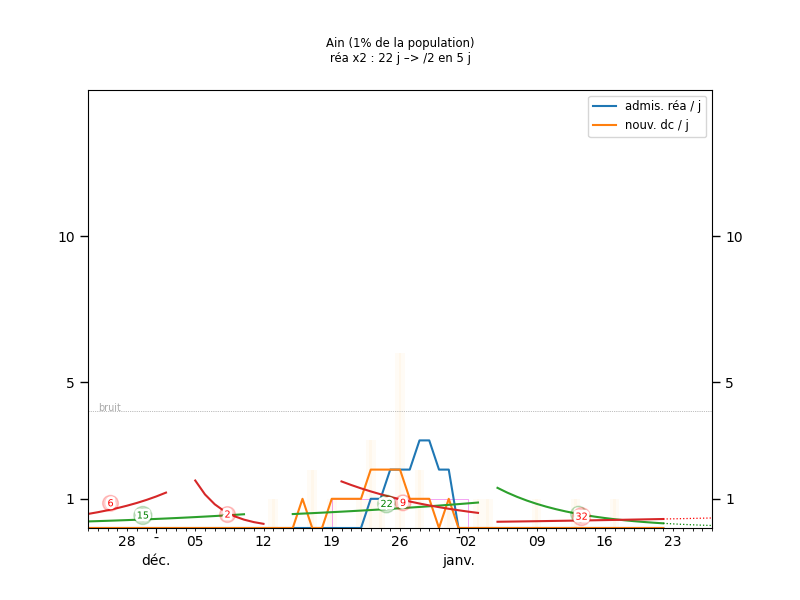 Ain (1% de la population)
réa x2 : 22 j –> /2 en 5 j
admis. réa / j
nouv. dc / j
10 10
5 5
bruit
1 1
6 15 2 22 9 32
28 - 05 12 19 26 02 09 16 23
déc. janv.